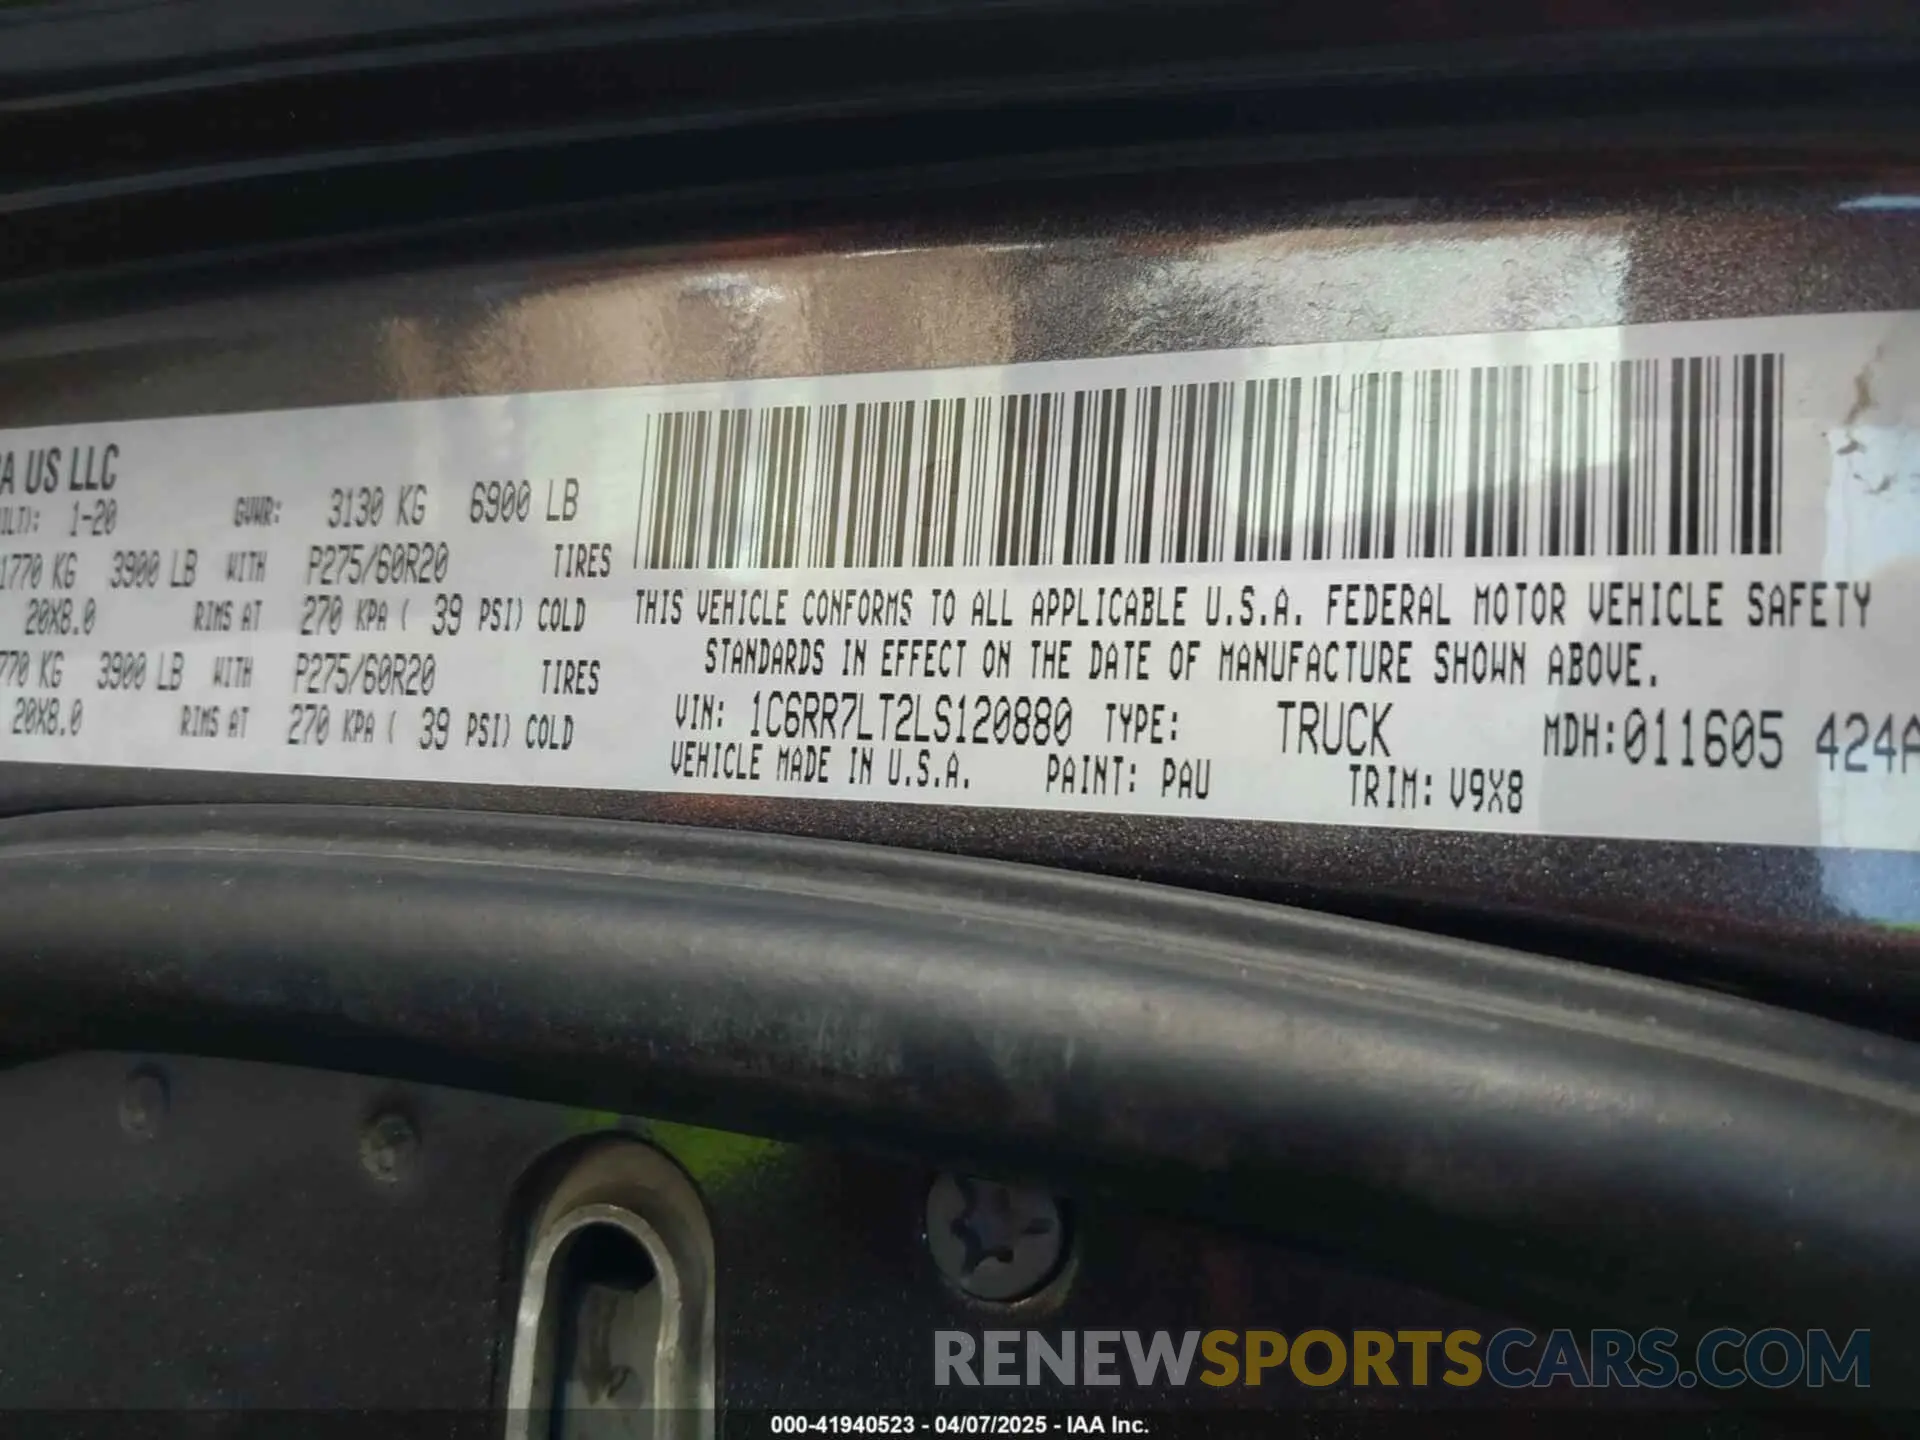 A US LLC
1-20 GVWR: 3130 KG 6900 LB
1770 KG 3900 LB WITH P275/60R20 TIRES
20X8.0 RIMS AT 270 KPA ( 39 PSI) COLD
770 KG 3900 LB WITH P275/60R20 TIRES
20X8.0 RIMS AT 270 KPA ( 39 PSI) COLD
THIS VEHICLE CONFORMS TO ALL APPLICABLE U.S.A. FEDERAL MOTOR VEHICLE SAFETY
STANDARDS IN EFFECT ON THE DATE OF MANUFACTURE SHOWN ABOVE.
VIN: 1C6RR7LT2LS120880 TYPE: TRUCK MDH:011605 424A
VEHICLE MADE IN U.S.A. PAINT: PAU TRIM: V9X8
RENEWSPORTSCARS.COM
000-41940523 - 04/07/2025 - IAA Inc.